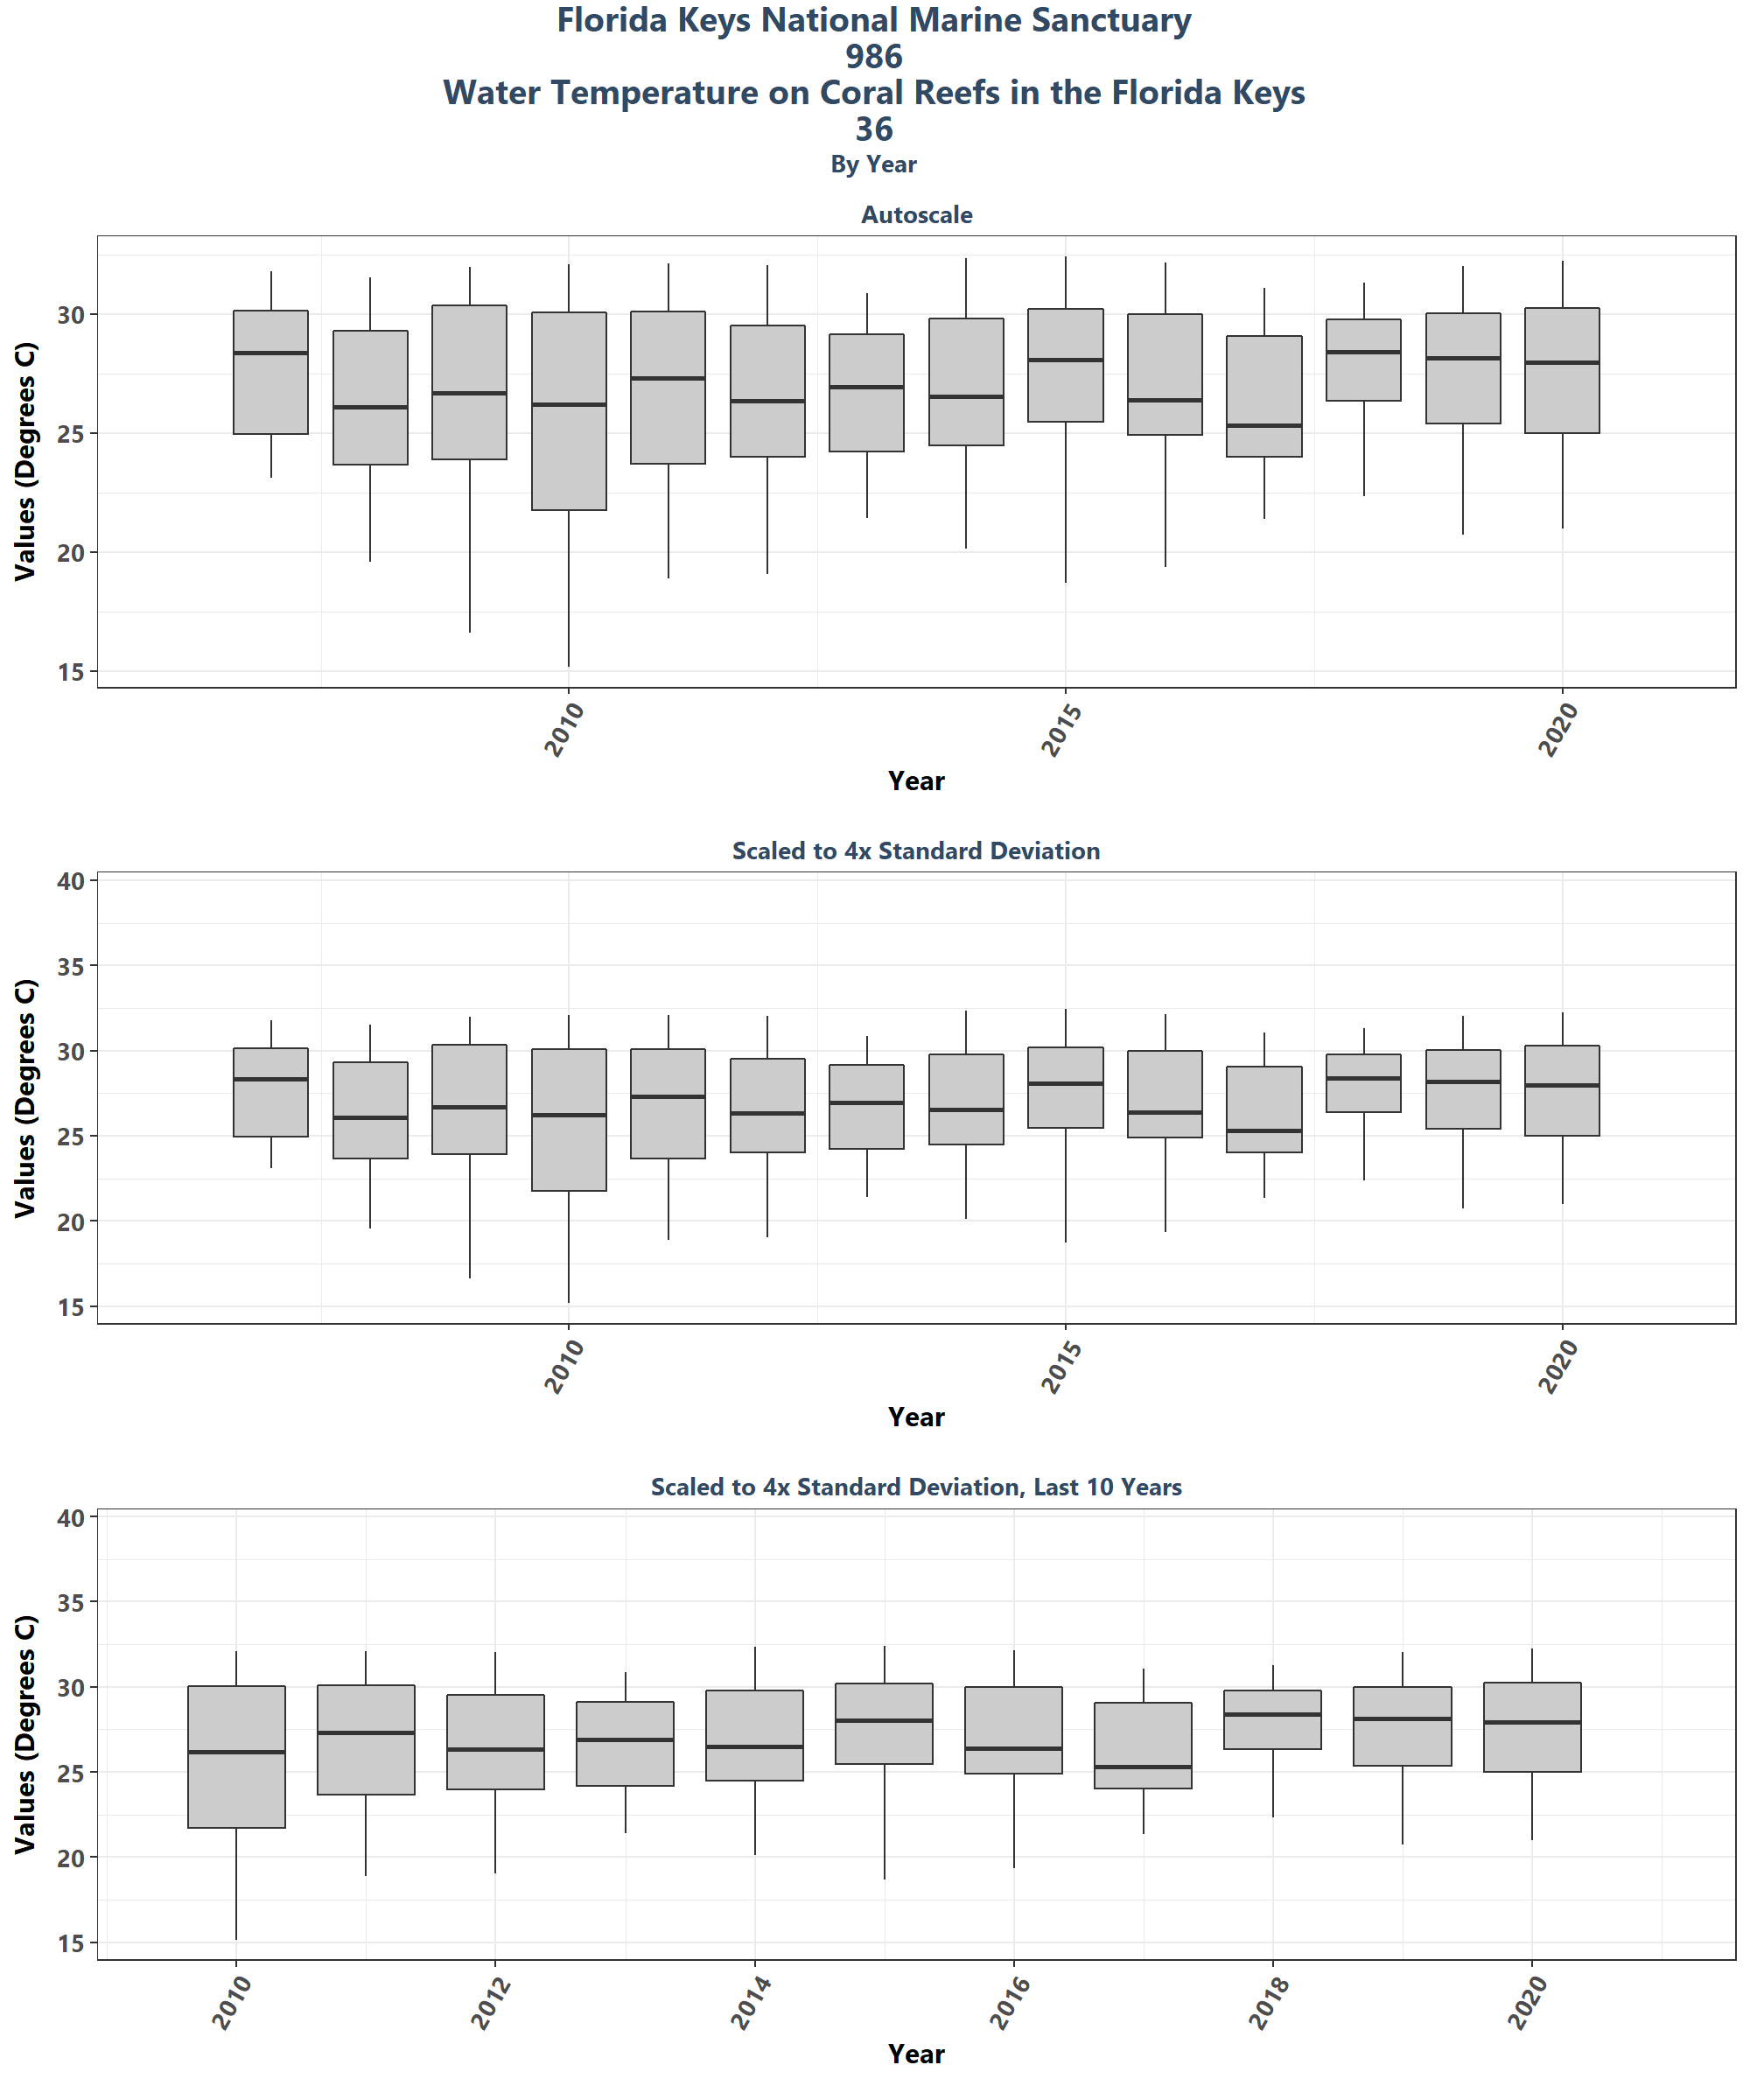 Florida Keys National Marine Sanctuary
986
Water Temperature on Coral Reefs in the Florida Keys
36
By Year
Autoscale
Values (Degrees C)
30
25
20
15
2010
2015
2020
Year
Scaled to 4x Standard Deviation
Values (Degrees C)
40
35
30
25
20
15
2010
2015
2020
Year
Scaled to 4x Standard Deviation, Last 10 Years
Values (Degrees C)
40
35
30
25
20
15
2010
2012
2014
2016
2018
2020
Year